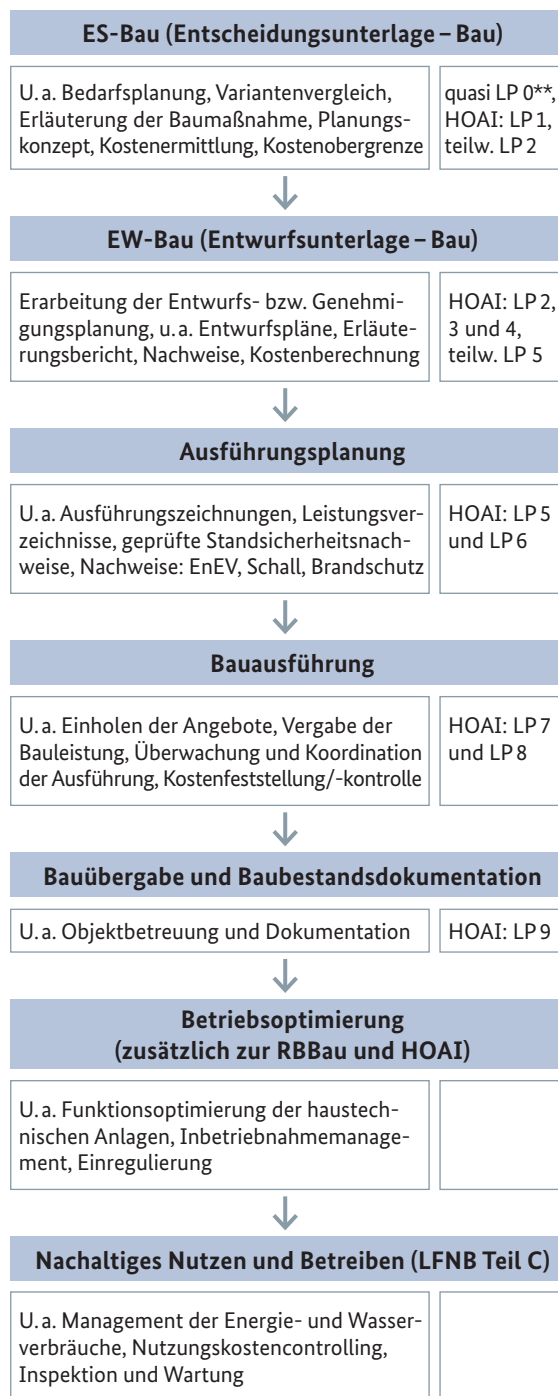 ES-Bau (Entscheidungsunterlage – Bau)
U. a. Bedarfsplanung, Variantenvergleich,
Erläuterung der Baumaßnahme, Planungs-
konzept, Kostenermittlung, Kostenobergrenze
quasi LP 0**,
HOAI: LP 1,
teilw. LP 2
EW-Bau (Entwurfsunterlage – Bau)
Erarbeitung der Entwurfs- bzw. Genehmi-
gungsplanung, u. a. Entwurfspläne, Erläute-
rungsbericht, Nachweise, Kostenberechnung
HOAI: LP 2,
3 und 4,
teilw. LP 5
Ausführungsplanung
U. a. Ausführungszeichnungen, Leistungsver-
zeichnisse, geprüfte Standsicherheitsnach-
weise, Nachweise: EnEV, Schall, Brandschutz
HOAI: LP 5
und LP 6
Bauausführung
U. a. Einholen der Angebote, Vergabe der
Bauleistung, Überwachung und Koordination
der Ausführung, Kostenfeststellung/-kontrolle
HOAI: LP 7
und LP 8
Bauübergabe und Baubestandsdokumentation
U. a. Objektbetreuung und Dokumentation
HOAI: LP 9
Betriebsoptimierung
(zusätzlich zur RBBau und HOAI)
U. a. Funktionsoptimierung der haustech-
nischen Anlagen, Inbetriebnahmemanage-
ment, Einregulierung
Nachaltiges Nutzen und Betreiben (LFNB Teil C)
U. a. Management der Energie- und Wasser-
verbräuche, Nutzungskostencontrolling,
Inspektion und Wartung